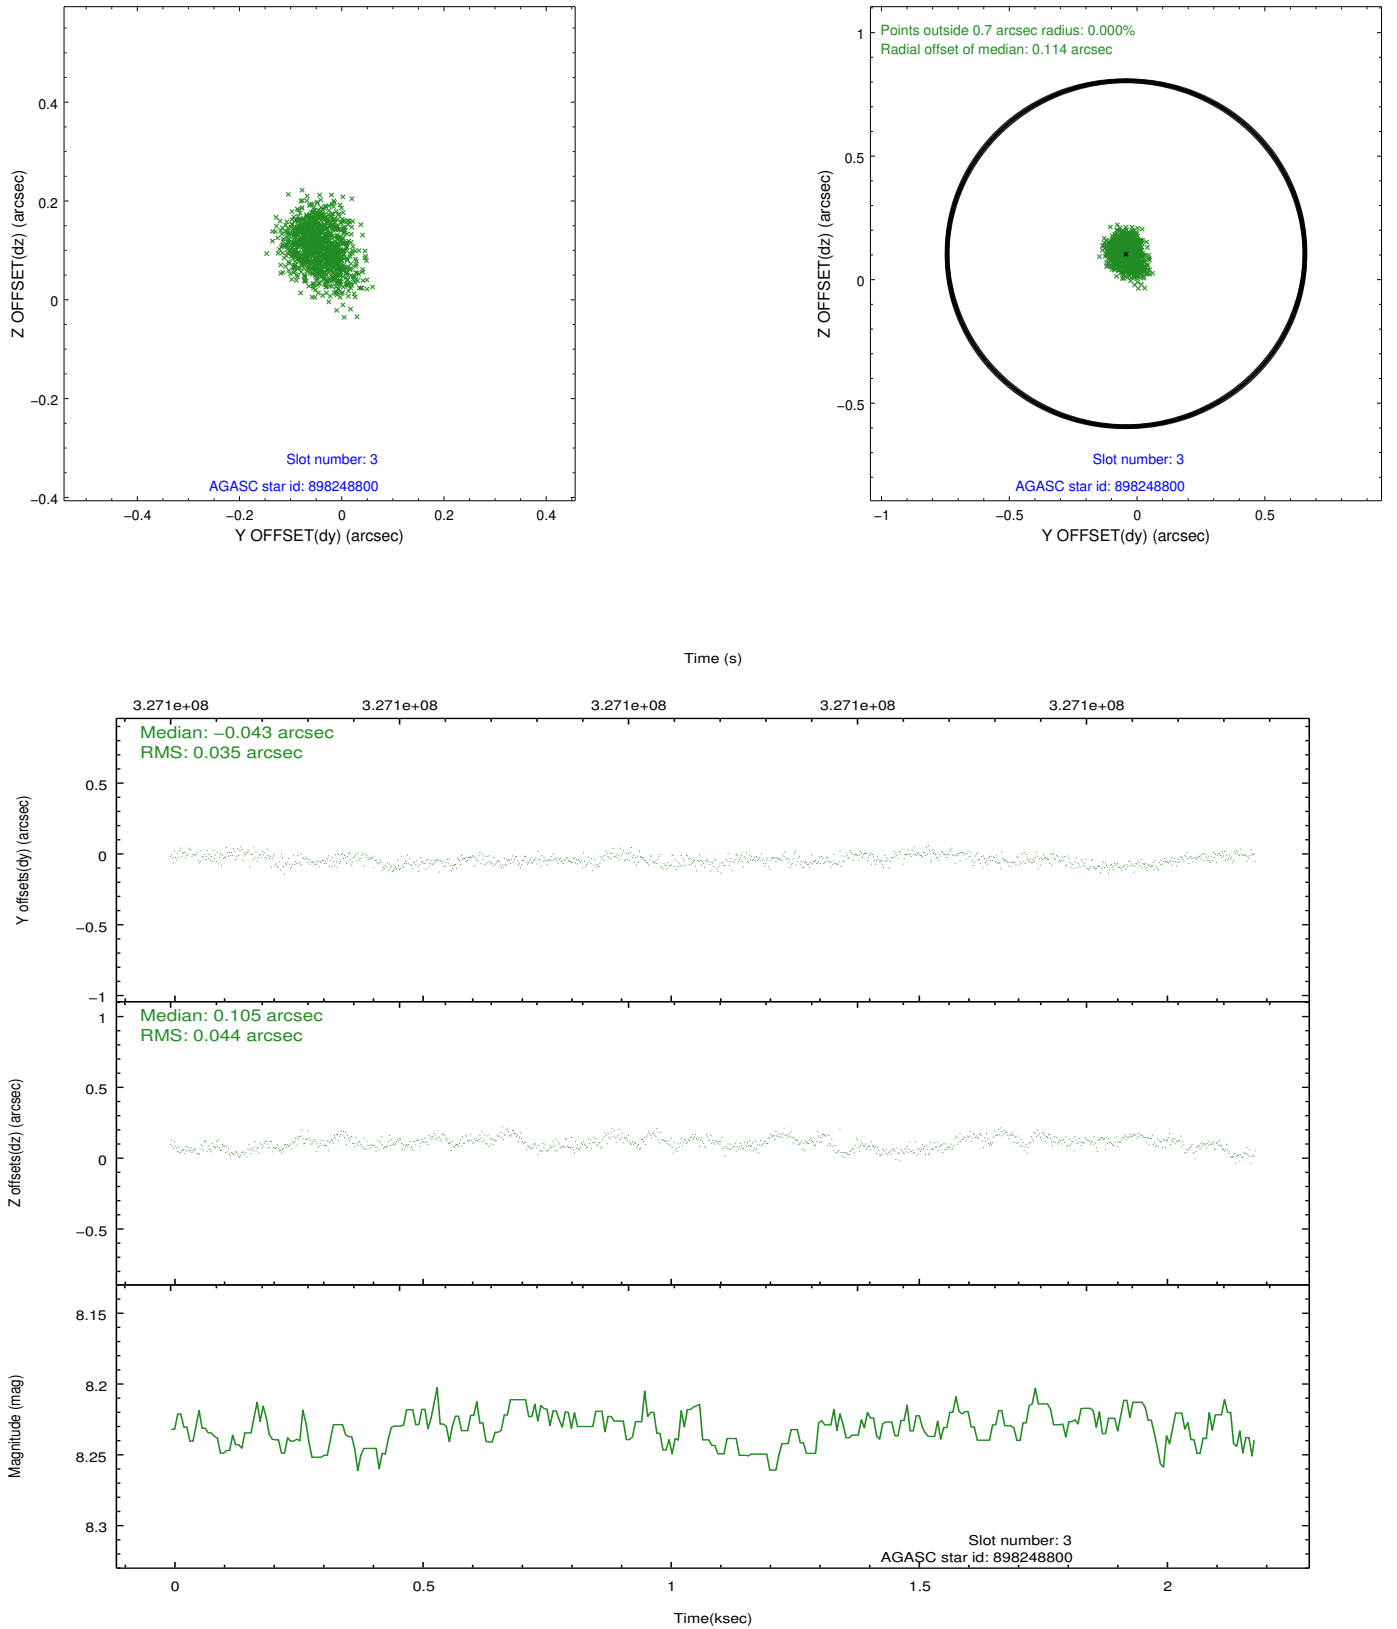 0.4
0.2
0
−0.2
−0.4
−0.4
−0.2
0
0.2
0.4
Z OFFSET(dz) (arcsec)
Y OFFSET(dy) (arcsec)
Slot number: 3
AGASC star id: 898248800
Points outside 0.7 arcsec radius: 0.000%
Radial offset of median: 0.114 arcsec
1
0.5
0
−0.5
−1
−0.5
0
0.5
Z OFFSET(dz) (arcsec)
Y OFFSET(dy) (arcsec)
Slot number: 3
AGASC star id: 898248800
Time (s)
3.271e+08
3.271e+08
3.271e+08
3.271e+08
3.271e+08
Median: −0.043 arcsec
RMS: 0.035 arcsec
0.5
0
−0.5
−1
Y offsets(dy) (arcsec)
Median: 0.105 arcsec
RMS: 0.044 arcsec
1
0.5
0
−0.5
Z offsets(dz) (arcsec)
8.15
8.2
8.25
8.3
Magnitude (mag)
Slot number: 3
AGASC star id: 898248800
0
0.5
1
1.5
2
Time(ksec)